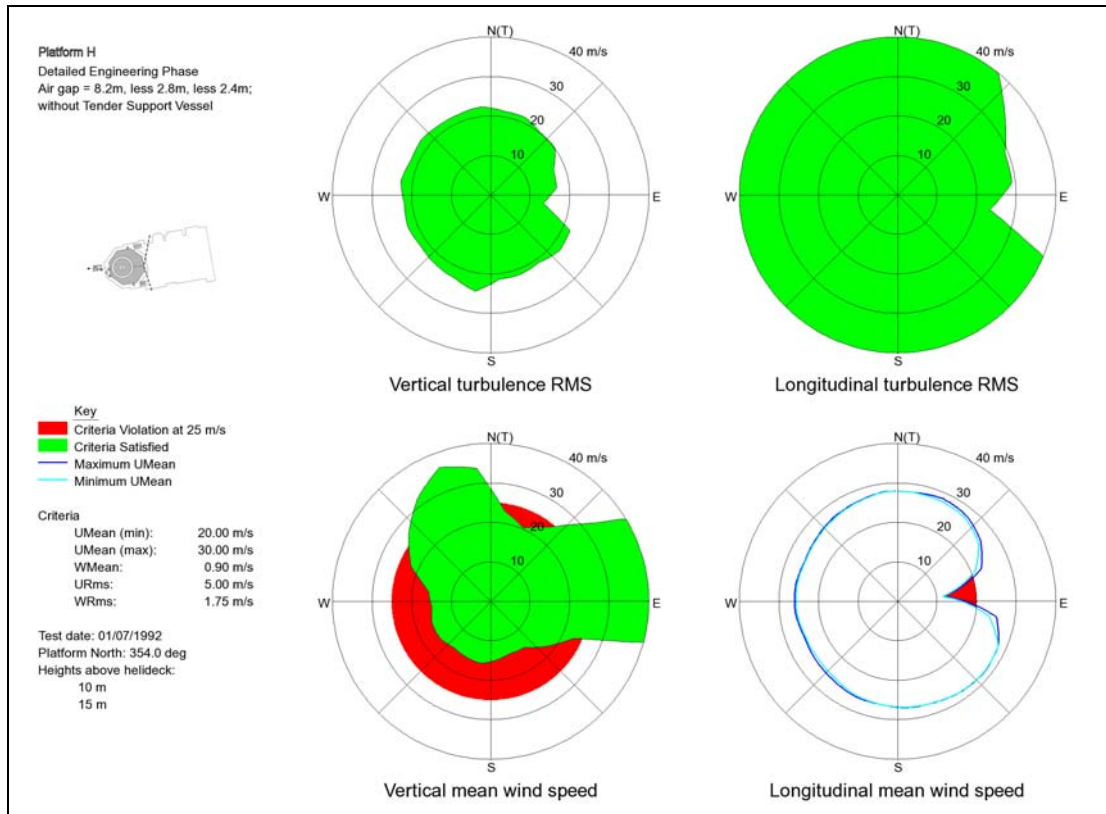 Platform H
Detailed Engineering Phase
Air gap = 8.2m, less 2.8m, less 2.4m;
without Tender Support Vessel
N(T)
40 m/s
30
20
10
W
E
S
Vertical turbulence RMS
N(T)
40 m/s
30
20
10
W
E
S
Longitudinal turbulence RMS
Key
Criteria Violation at 25 m/s
Criteria Satisfied
Maximum UMean
Minimum UMean
Criteria
UMean (min): 20.00 m/s
UMean (max): 30.00 m/s
WMean: 0.90 m/s
URms: 5.00 m/s
WRms: 1.75 m/s
Test date: 01/07/1992
Platform North: 354.0 deg
Heights above helideck:
10 m
15 m
N(T)
40 m/s
30
20
10
W
E
S
Vertical mean wind speed
N(T)
40 m/s
30
20
10
W
E
S
Longitudinal mean wind speed